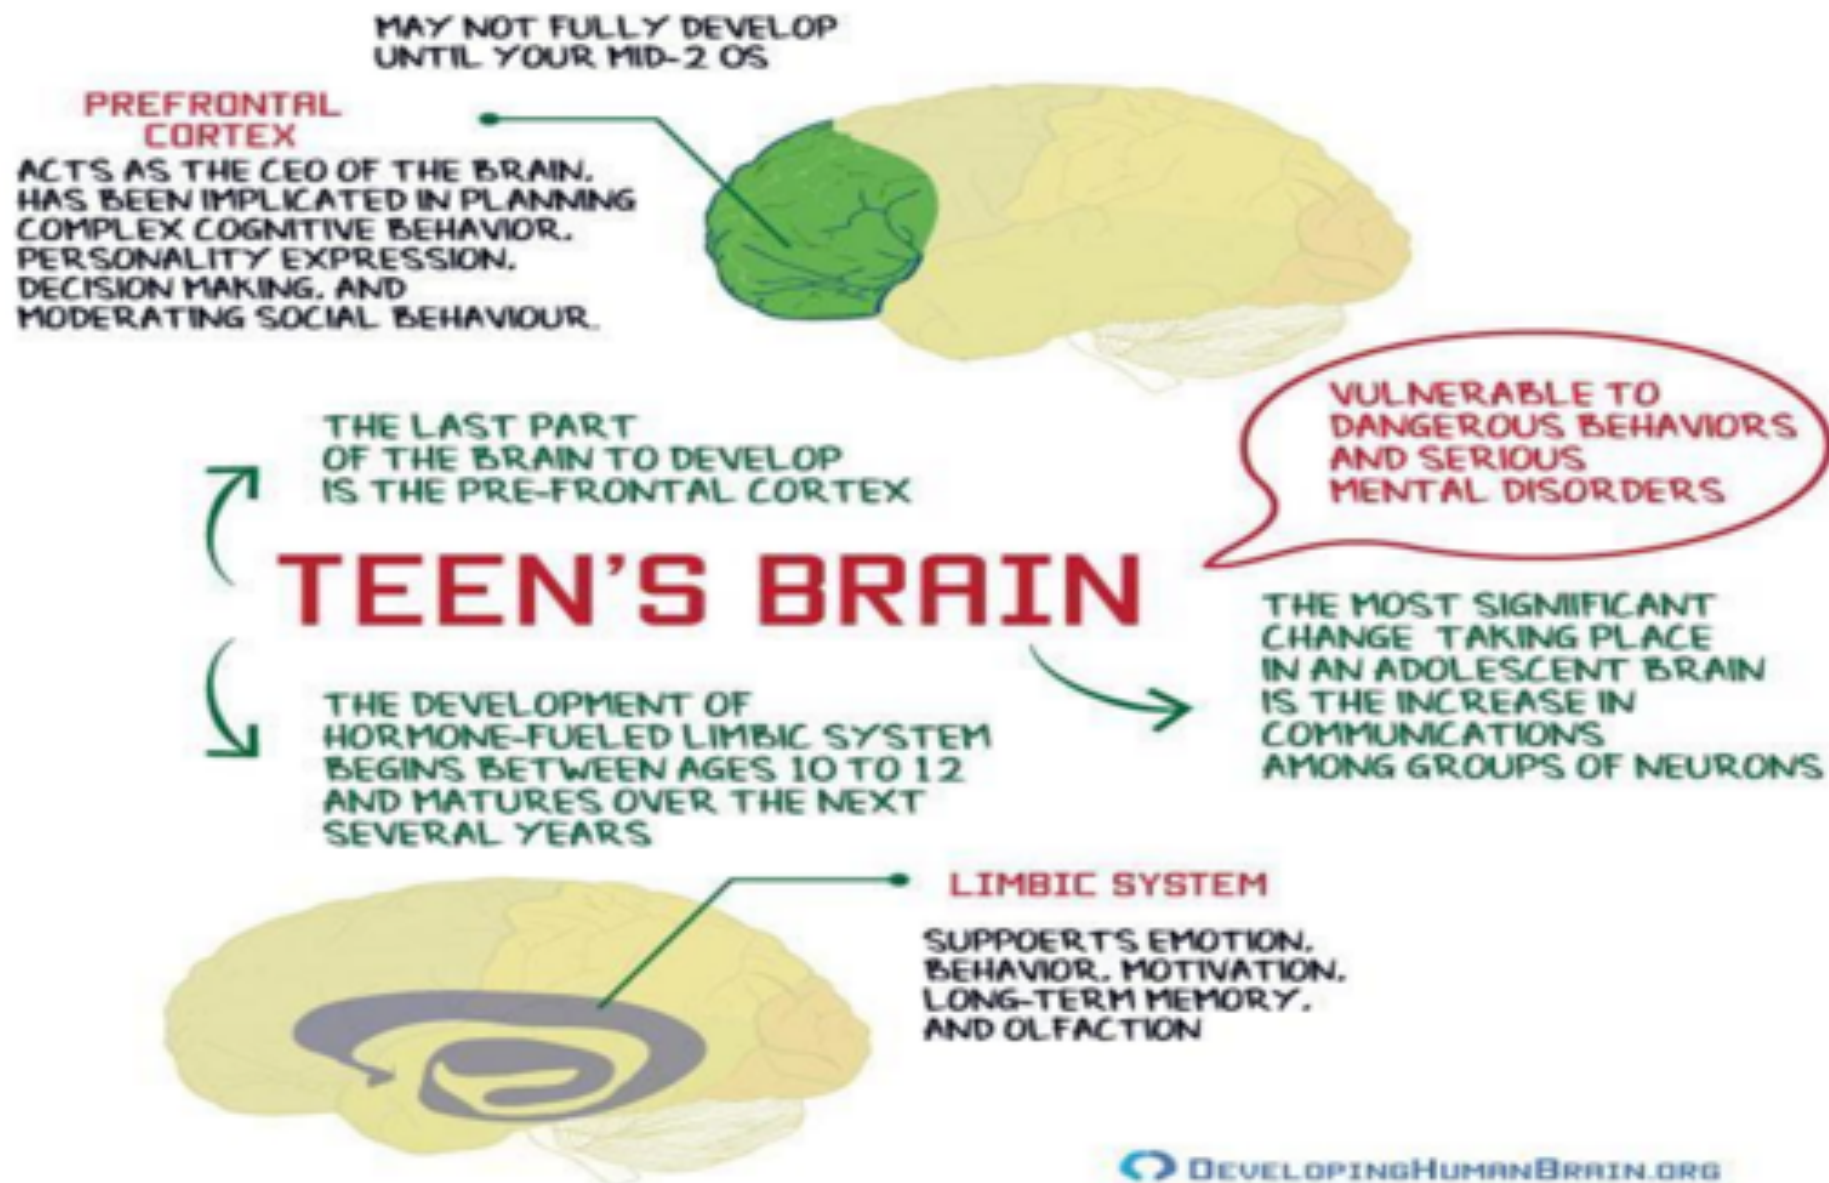 MAY NOT FULLY DEVELOP
UNTIL YOUR MID-2 OS
PREFRONTAL
CORTEX
ACTS AS THE CEO OF THE BRAIN.
HAS BEEN IMPLICATED IN PLANNING
COMPLEX COGNITIVE BEHAVIOR.
PERSONALITY EXPRESSION.
DECISION MAKING. AND
MODERATING SOCIAL BEHAVIOUR.
VULNERABLE TO
DANGEROUS BEHAVIORS
AND SERIOUS
MENTAL DISORDERS
THE LAST PART
OF THE BRAIN TO DEVELOP
IS THE PRE-FRONTAL CORTEX
TEEN'S BRAIN
THE MOST SIGNIIFICANT
CHANGE TAKING PLACE
IN AN ADOLESCENT BRAIN
IS THE INCREASE IN
COMMUNICATIONS
AMONG GROUPS OF NEURONS
THE DEVELOPMENT OF
HORMONE-FUELED LIMBIC SYSTEM
BEGINS BETWEEN AGES 10 TO 12
AND MATURES OVER THE NEXT
SEVERAL YEARS
LIMBIC SYSTEM
SUPPOERTS EMOTION.
BEHAVIOR. MOTIVATION.
LONG-TERM MEMORY.
AND OLFACTION
DEVELOPINGHUMANBRAIN.ORG